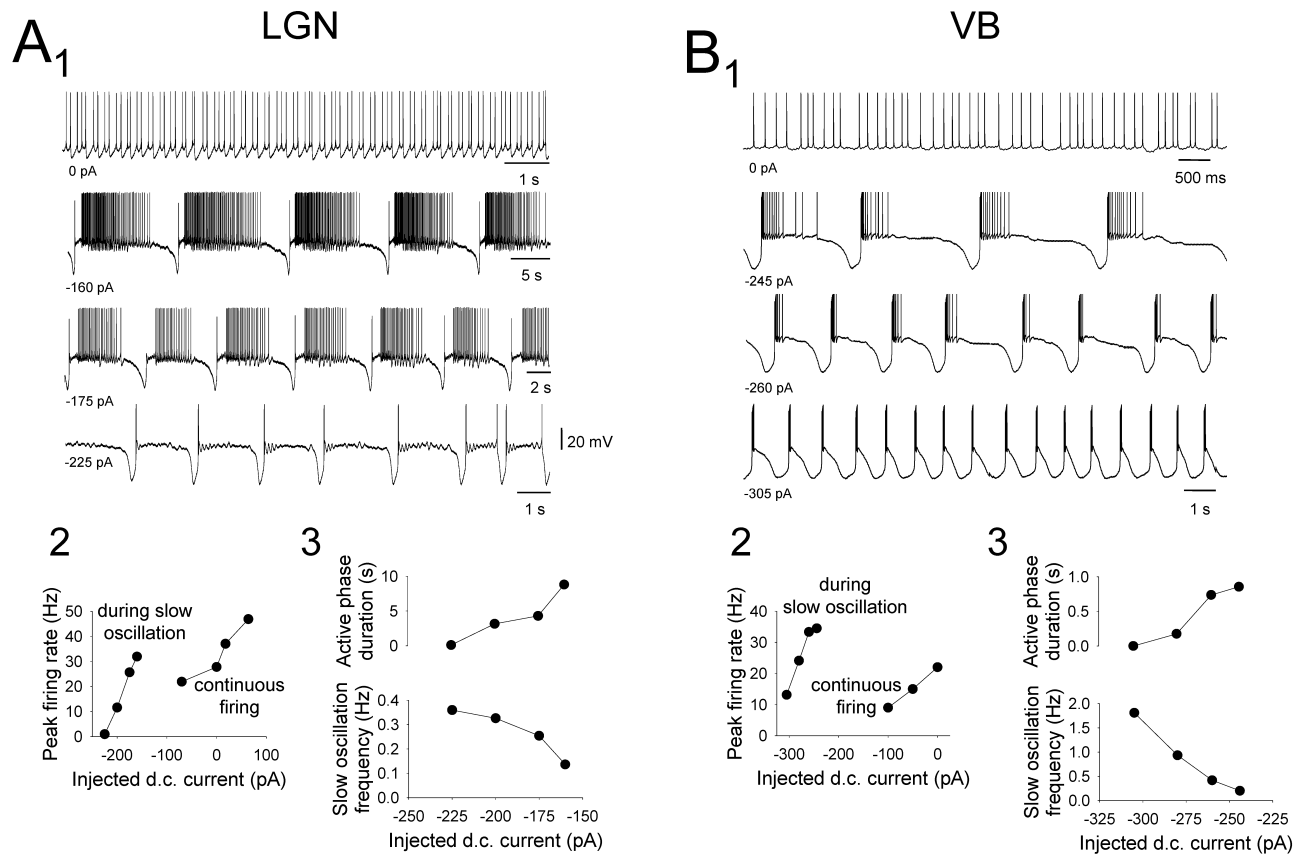 LGN
VB
A1
B1
0 pA
1 s
0 pA
500 ms
-160 pA
5 s
-245 pA
-175 pA
2 s
-260 pA
-225 pA
20 mV
1 s
-305 pA
1 s
2
Peak firing rate (Hz)
50
40
30
20
10
0
during slow
oscillation
continuous
firing
-200
-100
0
100
Injected d.c. current (pA)
3
Active phase
duration (s)
10
5
0
Slow oscillation
frequency (Hz)
0.4
0.3
0.2
0.1
0.0
-250
-225
-200
-175
-150
Injected d.c. current (pA)
2
Peak firing rate (Hz)
40
30
20
10
0
during
slow oscillation
continuous
firing
-300
-200
-100
0
Injected d.c. current (pA)
3
Active phase
duration (s)
1.0
0.5
0.0
Slow oscillation
frequency (Hz)
2.0
1.5
1.0
0.5
0.0
-325
-300
-275
-250
-225
Injected d.c. current (pA)